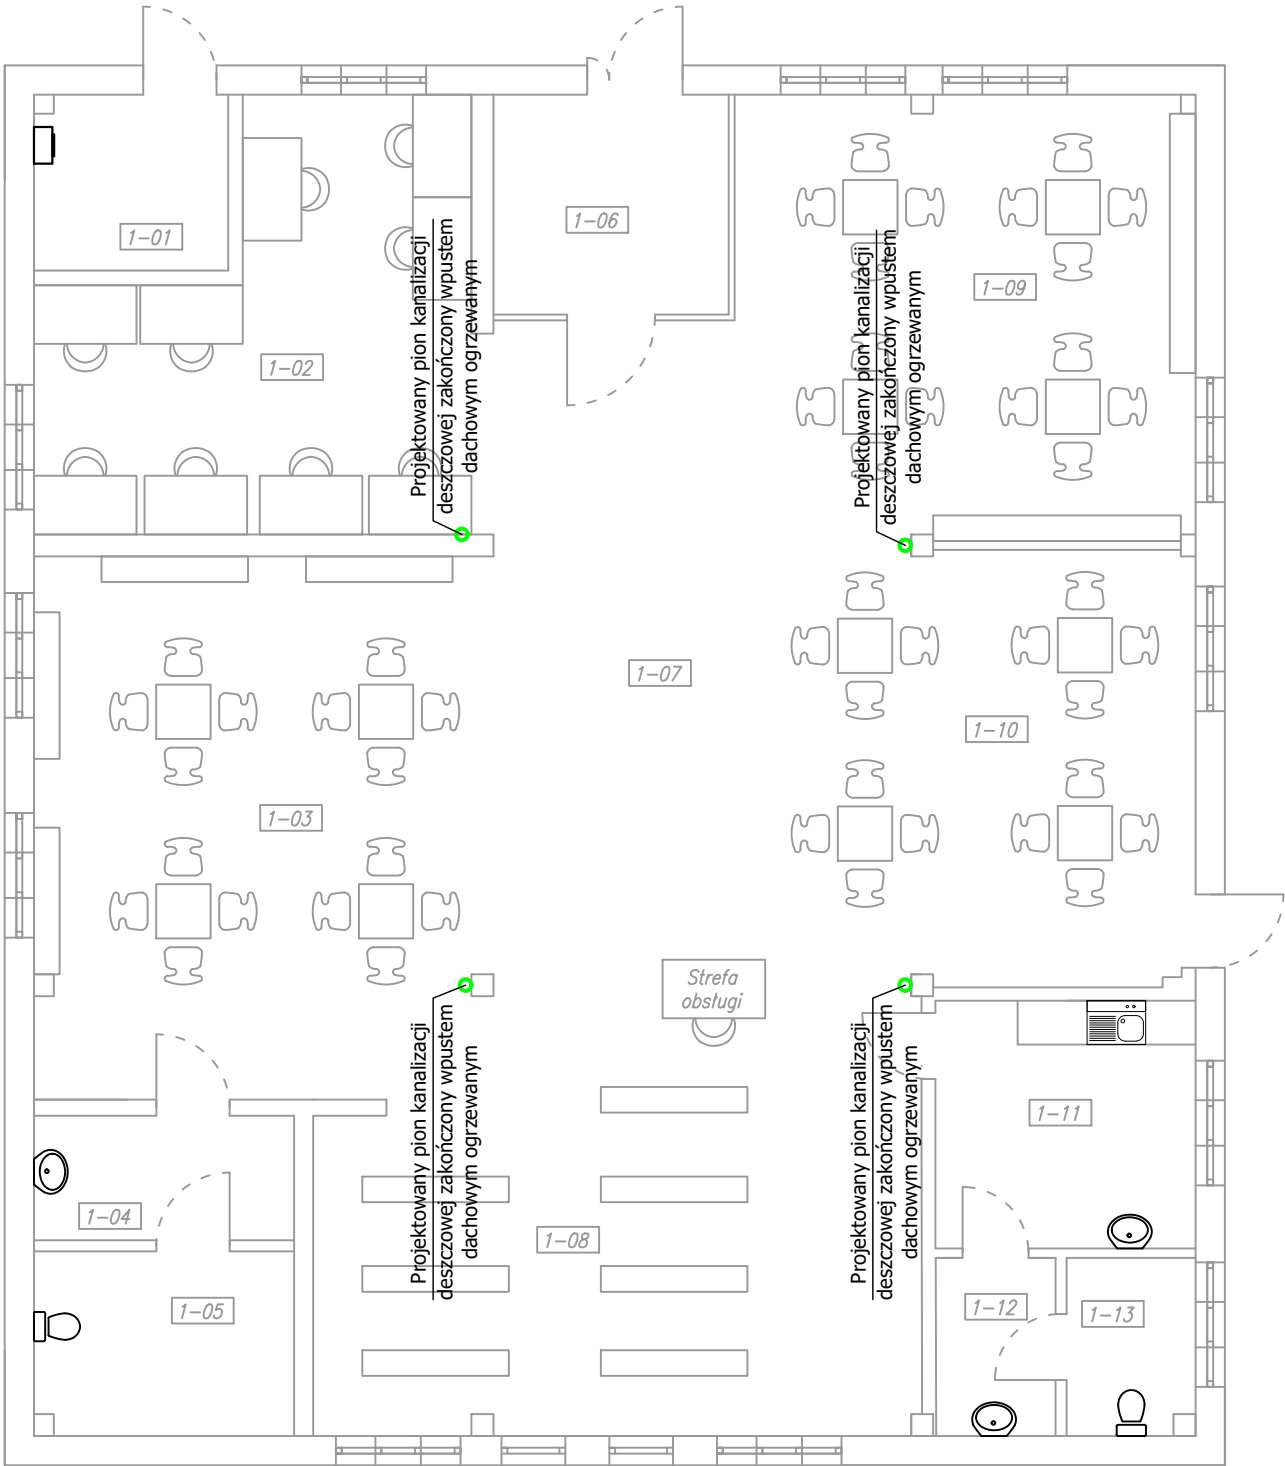 1-01
1-06
1-09
1-02
Projektowany pion kanalizacji
deszczowej zakończony wpustem
dachowym ogrzewanym
Projektowany pion kanalizacji
deszczowej zakończony wpustem
dachowym ogrzewanym
1-07
1-10
1-03
Strefa
obsługi
Projektowany pion kanalizacji
deszczowej zakończony wpustem
dachowym ogrzewanym
Projektowany pion kanalizacji
deszczowej zakończony wpustem
dachowym ogrzewanym
1-11
1-04
1-08
1-05
1-12
1-13